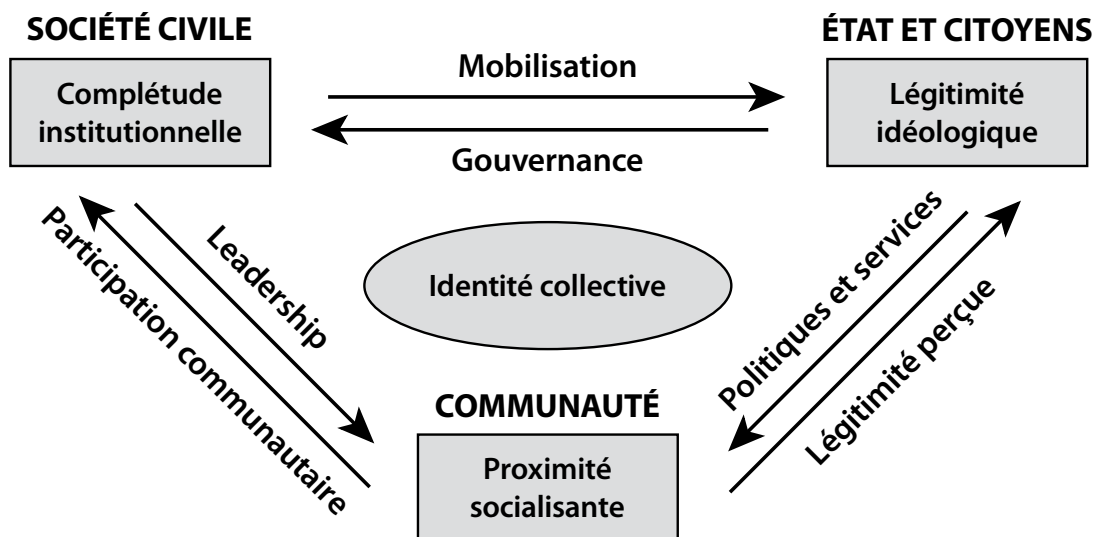 SOCIÉTÉ CIVILE
ÉTAT ET CITOYENS
Complétude
institutionnelle
Mobilisation
Gouvernance
Légitimité
idéologique
Participation communautaire
Leadership
Identité collective
Politiques et services
Légitimité perçue
COMMUNAUTÉ
Proximité
socialisante